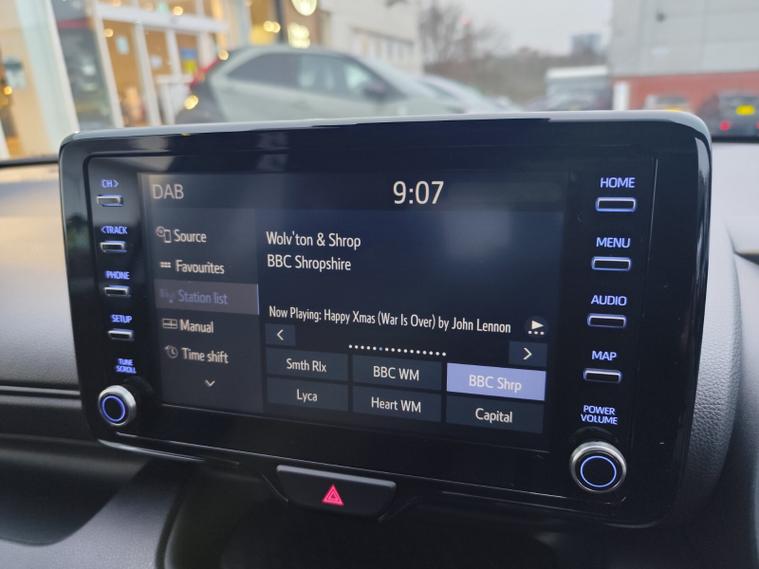 CH>
<TRACK
PHONE
SETUP
TUNE
SCROLL
DAB
9:07
Source
Favourites
Station list
Manual
Time shift
Wolv'ton & Shrop
BBC Shropshire
Now Playing: Happy Xmas (War Is Over) by John Lennon
<
>
Smth Rlx
BBC WM
BBC Shrp
Lyca
Heart WM
Capital
HOME
MENU
AUDIO
MAP
POWER
VOLUME